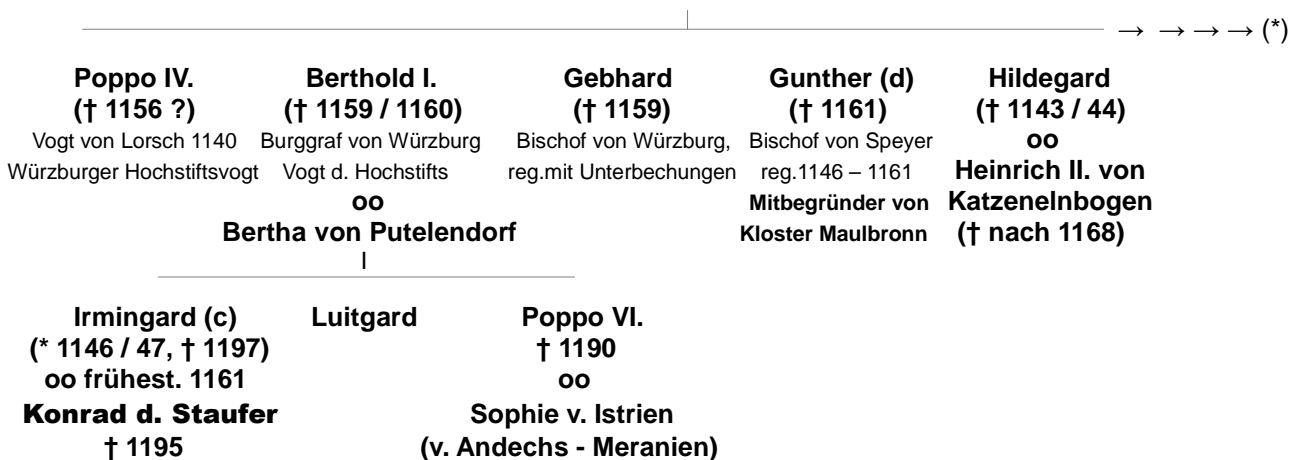 → → → → (*)
Poppo IV.
(† 1156 ?)
Vogt von Lorsch 1140
Würzburger Hochstiftsvogt
Berthold I.
(† 1159 / 1160)
Burggraf von Würzburg
Vogt d. Hochstifts
oo
Bertha von Putelendorf
Gebhard
(† 1159)
Bischof von Würzburg,
reg.mit Unterbechungen
Gunther (d)
(† 1161)
Bischof von Speyer
reg.1146 – 1161
Mitbegründer von
Kloster Maulbronn
Hildegard
(† 1143 / 44)
oo
Heinrich II. von
Katzenelnbogen
(† nach 1168)
Irmingard (c)
(* 1146 / 47, † 1197)
oo frühest. 1161
Konrad d. Staufer
† 1195
Luitgard
Poppo VI.
† 1190
oo
Sophie v. Istrien
(v. Andechs - Meranien)